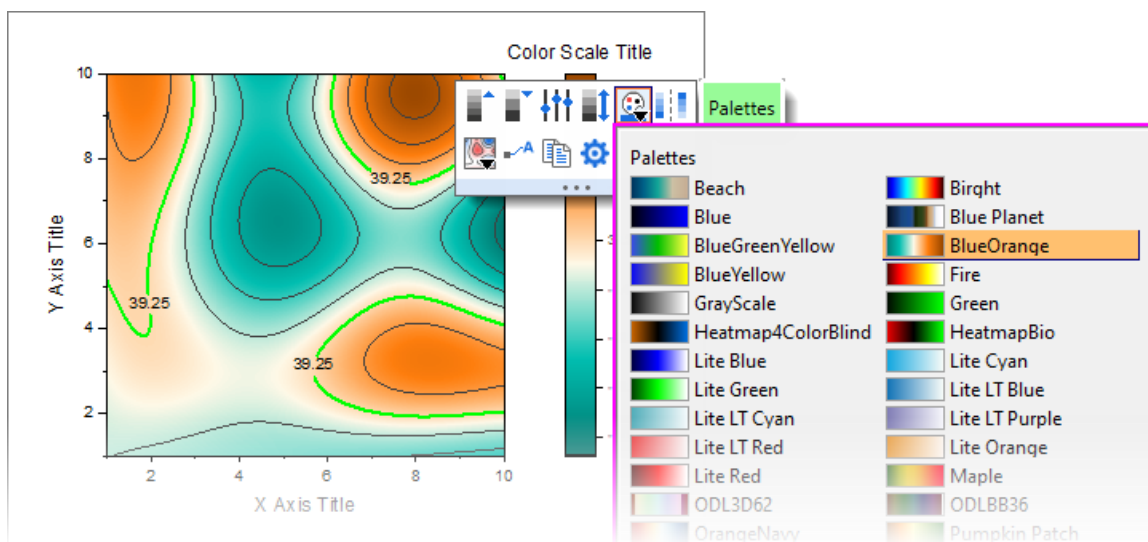 Color Scale Title
10
8
6
4
2
2
4
6
8
10
Y Axis Title
X Axis Title
39.25
39.25
39.25
A
Palettes
Palettes
Beach Birqht
Blue Blue Planet
BlueGreenYellow BlueOrange
BlueYellow Fire
GrayScale Green
Heatmap4ColorBlind HeatmapBio
Lite Blue Lite Cyan
Lite Green Lite LT Blue
Lite LT Cyan Lite LT Purple
Lite LT Red Lite Orange
Lite Red Maple
ODL3D62 ODLBB36
OrangeNavy Pumpkin Patch